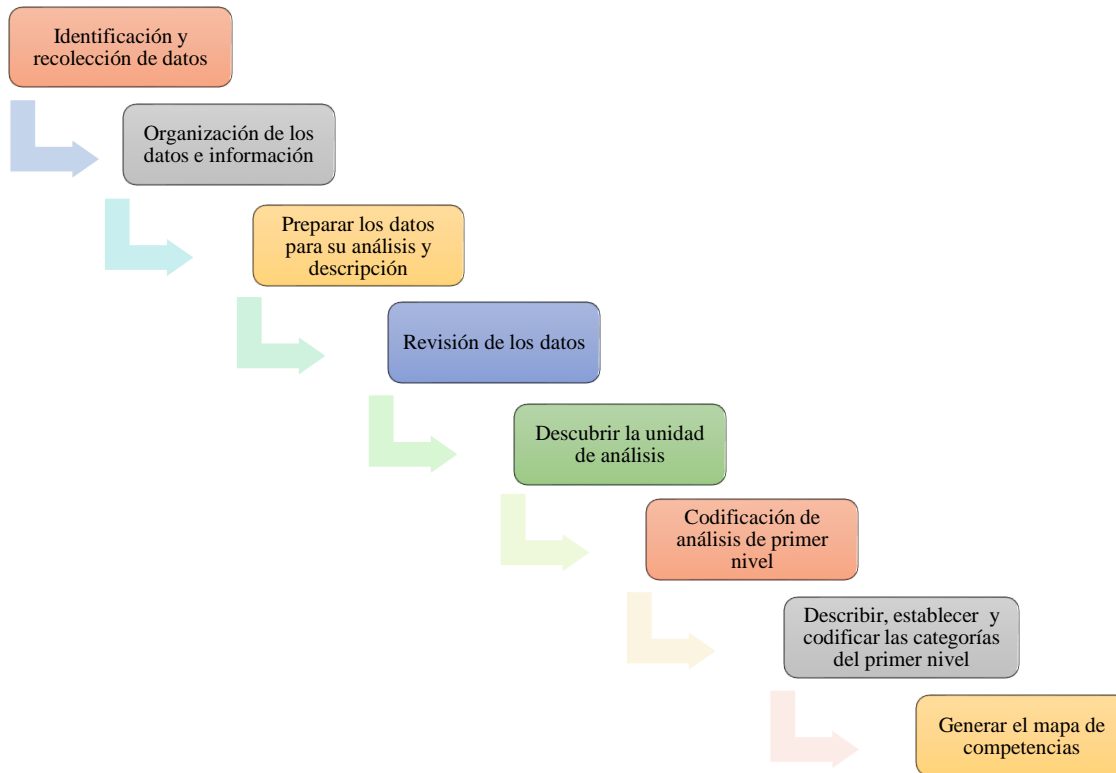 Identificación y
recolección de datos
Organización de los
datos e información
Preparar los datos
para su análisis y
descripción
Revisión de los datos
Descubrir la unidad
de análisis
Codificación de
análisis de primer
nivel
Describir, establecer  y
codificar las categorías
del primer nivel
Generar el mapa de
competencias